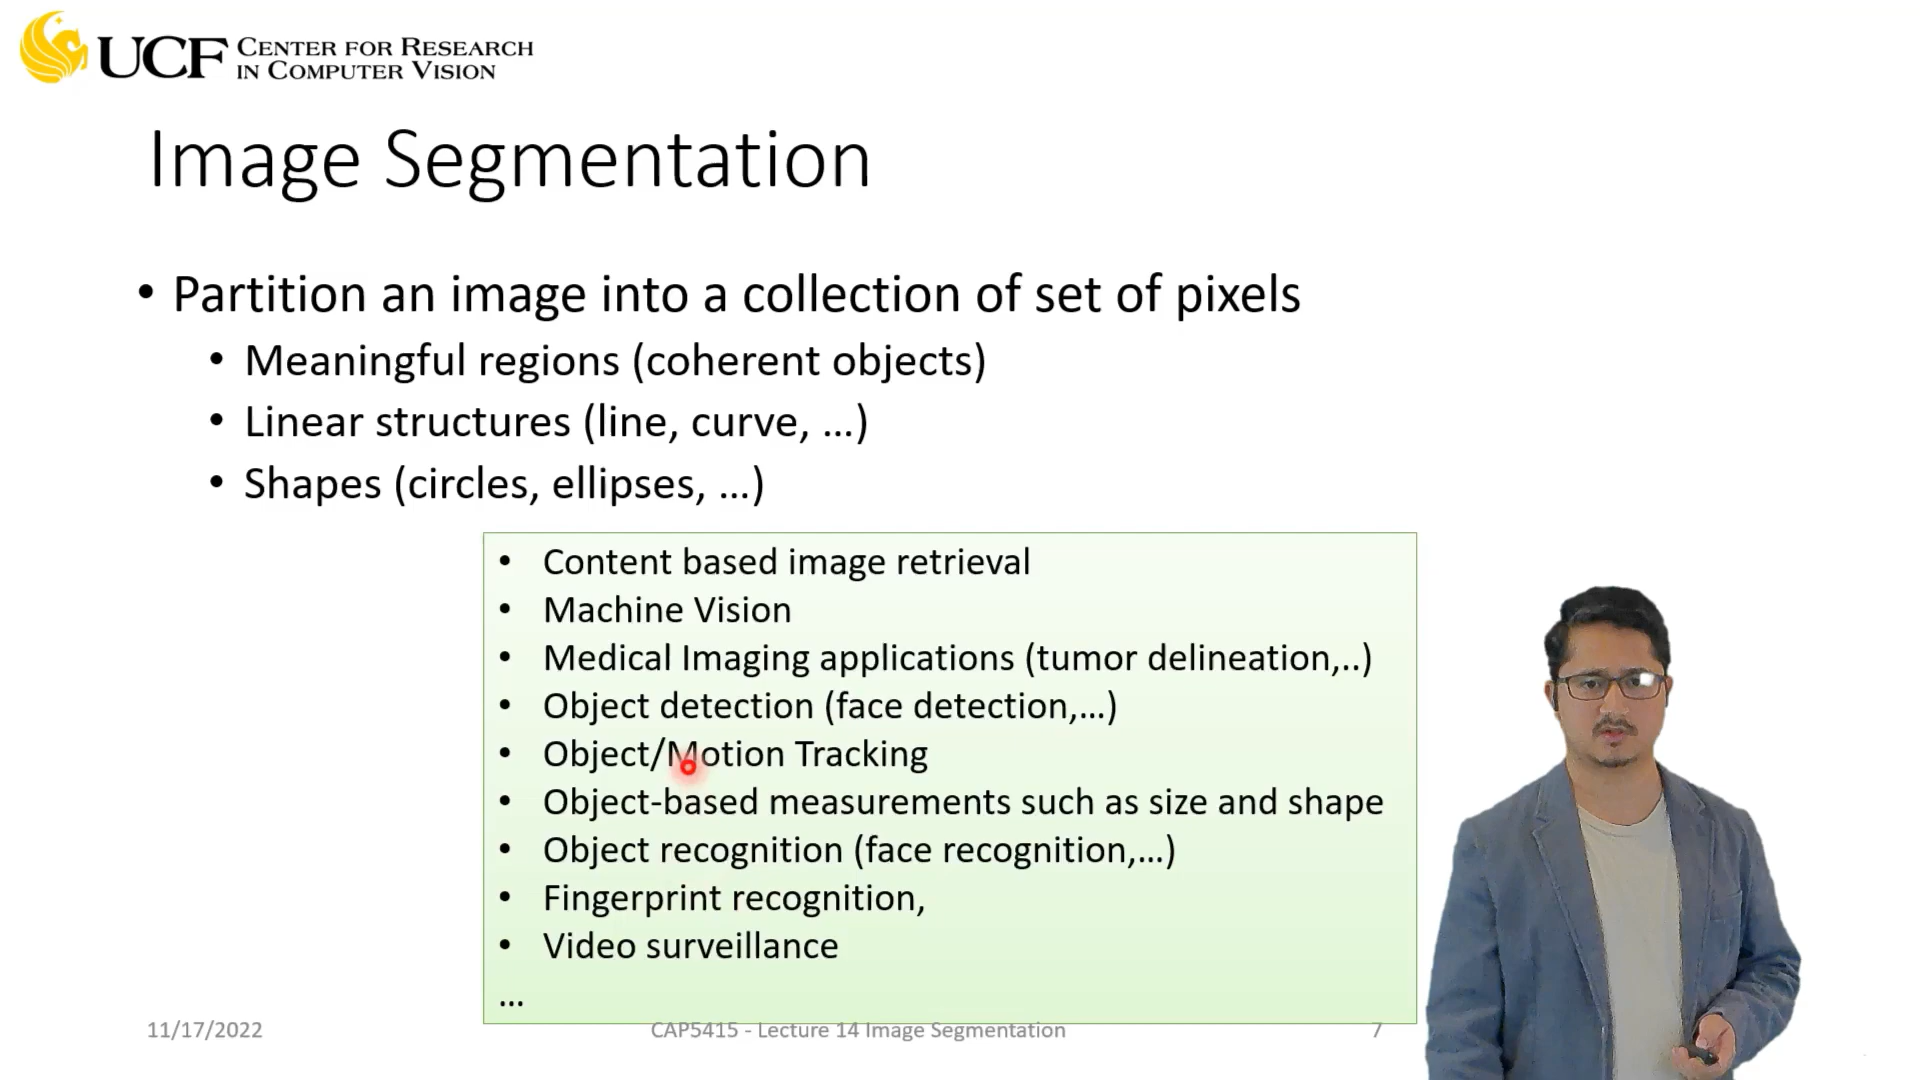 UCF CENTER FOR RESEARCH
IN COMPUTER VISION
Image Segmentation
• Partition an image into a collection of set of pixels
• Meaningful regions (coherent objects)
• Linear structures (line, curve, …)
• Shapes (circles, ellipses, …)
• Content based image retrieval
• Machine Vision
• Medical Imaging applications (tumor delineation,..)
• Object detection (face detection,…)
• Object/Motion Tracking
• Object-based measurements such as size and shape
• Object recognition (face recognition,…)
• Fingerprint recognition,
• Video surveillance
…
11/17/2022
CAP5415 - Lecture 14 Image Segmentation
7